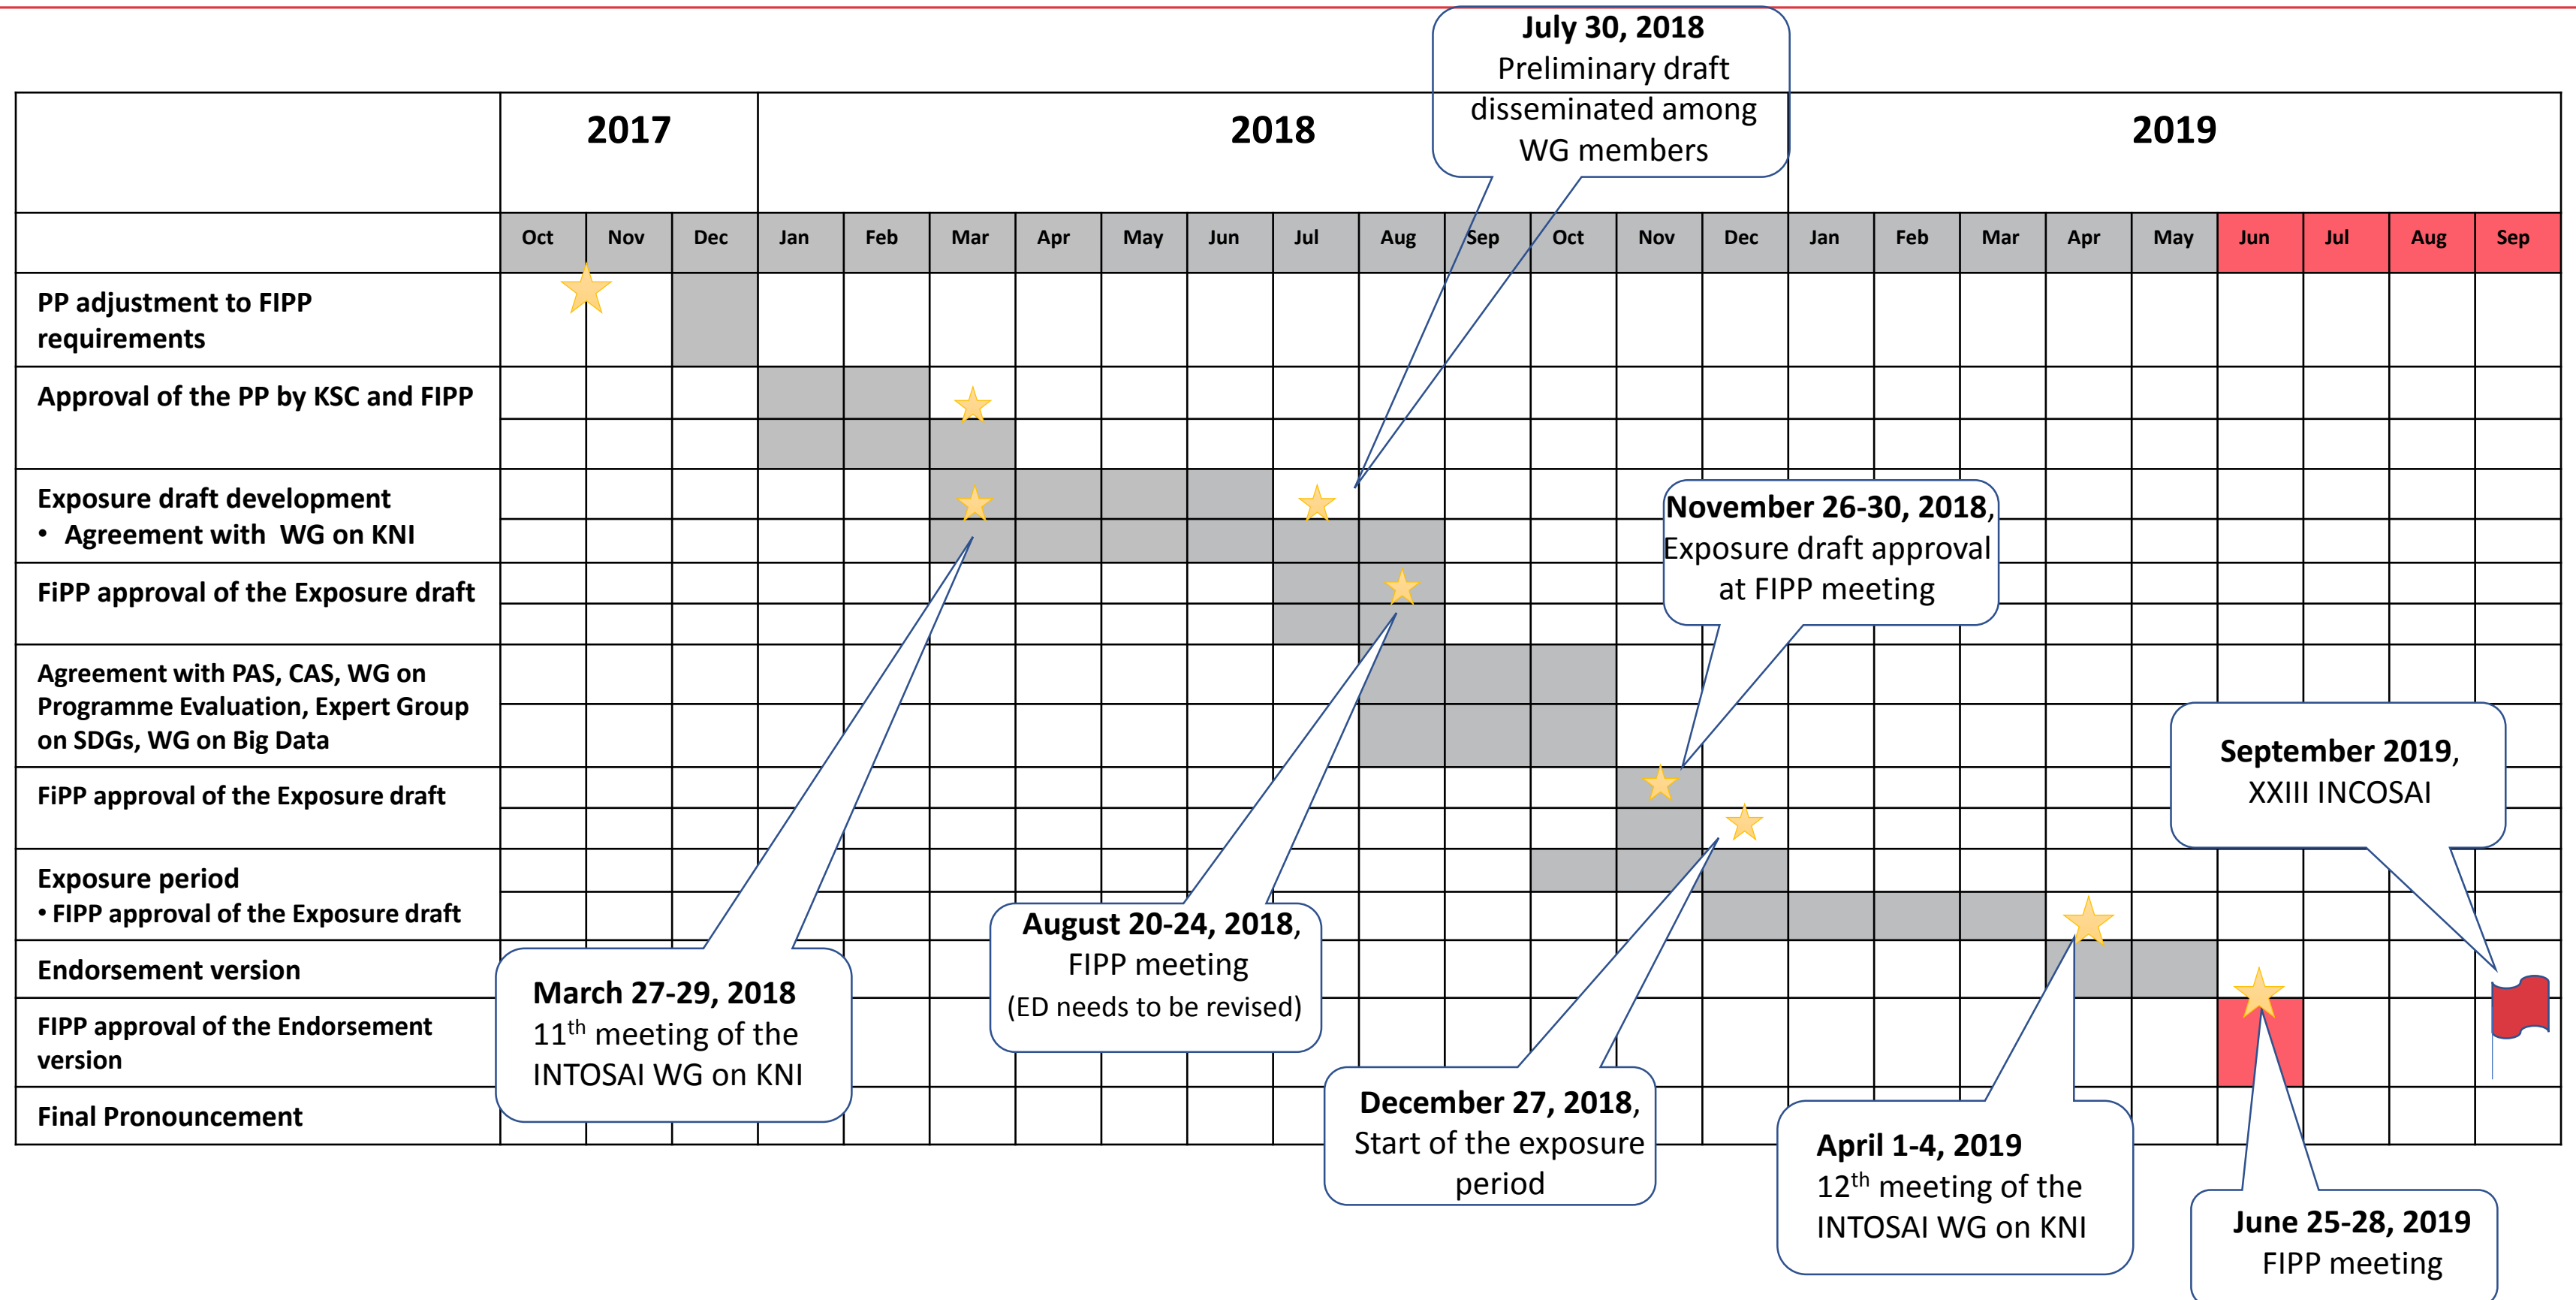 July 30, 2018
Preliminary draft
disseminated among
WG members
2017
2018
2019
Oct Nov Dec Jan Feb Mar Apr May Jun Jul Aug Sep Oct Nov Dec Jan Feb Mar Apr May Jun Jul Aug Sep
PP adjustment to FIPP
requirements
Approval of the PP by KSC and FIPP
Exposure draft development
• Agreement with WG on KNI
November 26-30, 2018,
Exposure draft approval
at FIPP meeting
FiPP approval of the Exposure draft
Agreement with PAS, CAS, WG on
Programme Evaluation, Expert Group
on SDGs, WG on Big Data
September 2019,
XXIII INCOSAI
FiPP approval of the Exposure draft
Exposure period
• FIPP approval of the Exposure draft
August 20-24, 2018,
FIPP meeting
(ED needs to be revised)
Endorsement version
March 27-29, 2018
11th meeting of the
INTOSAI WG on KNI
FIPP approval of the Endorsement
version
Final Pronouncement
December 27, 2018,
Start of the exposure
period
April 1-4, 2019
12th meeting of the
INTOSAI WG on KNI
June 25-28, 2019
FIPP meeting